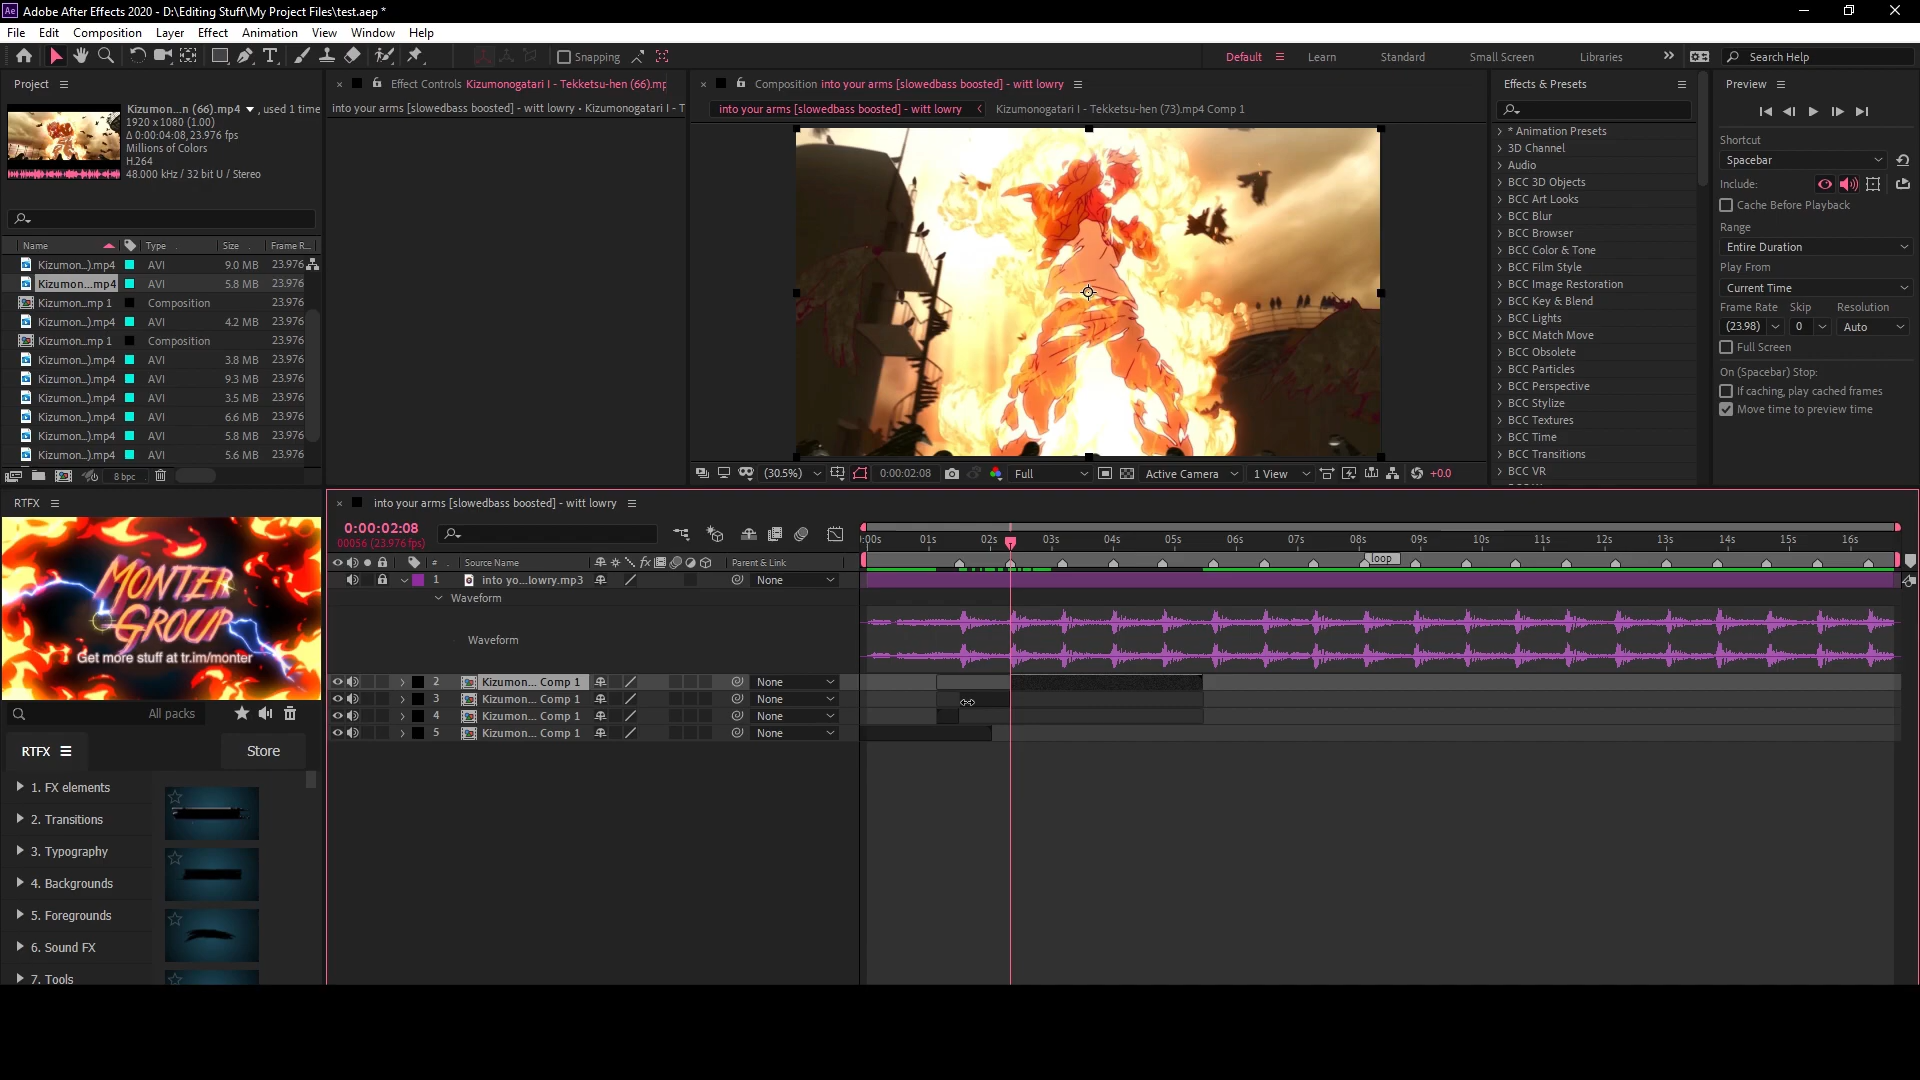 Adobe After Effects 2020 - D:\Editing Stuff\My Project Files\test.aep *
File Edit Composition Layer Effect Animation View Window Help
Snapping
Default Learn Standard Small Screen Libraries
Search Help
Project
Kizumon...n (66).mp4 , used 1 time
1920 x 1080 (1.00)
Δ 0:00:04:08, 23.976 fps
Millions of Colors
H.264
48.000 kHz / 32 bit U / Stereo
Name Type Size Frame R...
Kizumon...).mp4 AVI 9.0 MB 23.976
Kizumon...mp4 AVI 5.8 MB 23.976
Kizumon...mp 1 Composition 23.976
Kizumon...).mp4 AVI 4.2 MB 23.976
Kizumon...mp 1 Composition 23.976
Kizumon...).mp4 AVI 3.8 MB 23.976
Kizumon...).mp4 AVI 9.3 MB 23.976
Kizumon...).mp4 AVI 3.5 MB 23.976
Kizumon...).mp4 AVI 6.6 MB 23.976
Kizumon...).mp4 AVI 5.8 MB 23.976
Kizumon...).mp4 AVI 5.6 MB 23.976
8 bpc
Effect Controls Kizumonogatari I - Tekketsu-hen (66).mp
into your arms [slowedbass boosted] - witt lowry • Kizumonogatari I - T
Composition into your arms [slowedbass boosted] - witt lowry
into your arms [slowedbass boosted] - witt lowry Kizumonogatari I - Tekketsu-hen (73).mp4 Comp 1
(30.5%) 0:00:02:08 Full Active Camera 1 View +0.0
Effects & Presets
* Animation Presets
3D Channel
Audio
BCC 3D Objects
BCC Art Looks
BCC Blur
BCC Browser
BCC Color & Tone
BCC Film Style
BCC Image Restoration
BCC Key & Blend
BCC Lights
BCC Match Move
BCC Obsolete
BCC Particles
BCC Perspective
BCC Stylize
BCC Textures
BCC Time
BCC Transitions
BCC VR
Preview
Shortcut
Spacebar
Include:
Cache Before Playback
Range
Entire Duration
Play From
Current Time
Frame Rate Skip Resolution
(23.98) 0 Auto
Full Screen
On (Spacebar) Stop:
If caching, play cached frames
Move time to preview time
RTFX
MONTER
GROUP
Get more stuff at tr.im/monter
All packs
RTFX Store
1. FX elements
2. Transitions
3. Typography
4. Backgrounds
5. Foregrounds
6. Sound FX
7. Tools
into your arms [slowedbass boosted] - witt lowry
0:00:02:08
00056 (23.976 fps)
:00s 01s 02s 03s 04s 05s 06s 07s 08s 09s 10s 11s 12s 13s 14s 15s 16s
loop
# Source Name Parent & Link
1 into yo...lowry.mp3 None
Waveform
Waveform
2 Kizumon... Comp 1 None
3 Kizumon... Comp 1 None
4 Kizumon... Comp 1 None
5 Kizumon... Comp 1 None